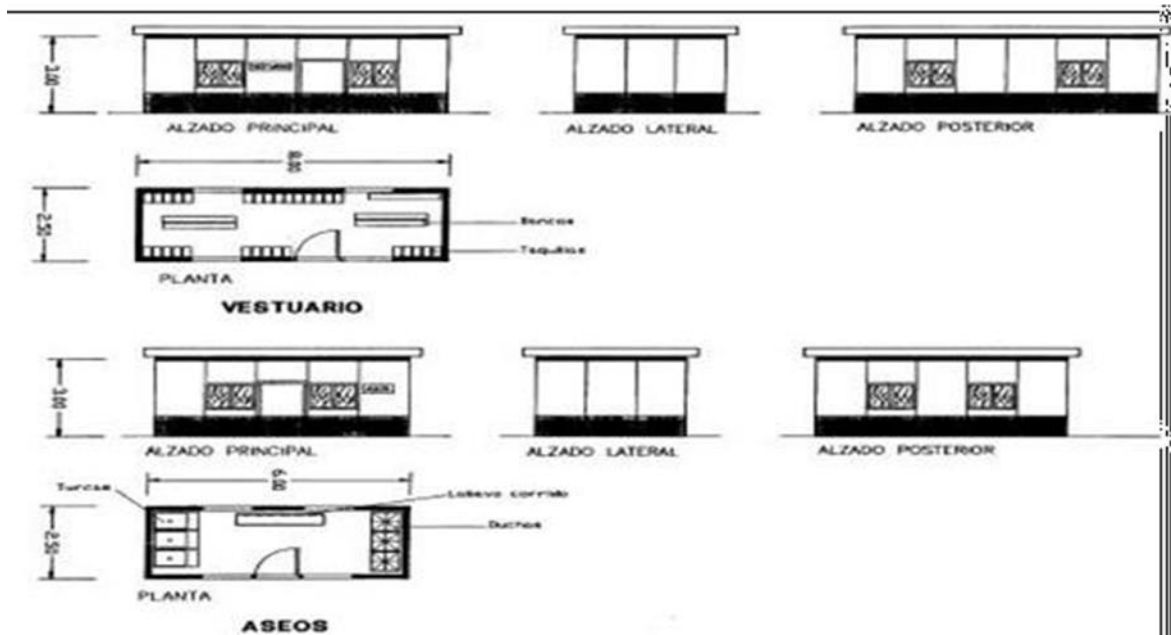 3.00
ALZADO PRINCIPAL
ALZADO LATERAL
ALZADO POSTERIOR
8.00
2.50
Bancos
Taquillas
PLANTA
VESTUARIO
3.00
ALZADO PRINCIPAL
ALZADO LATERAL
ALZADO POSTERIOR
6.00
Turcas
Labavo corrido
Duchas
2.50
PLANTA
ASEOS